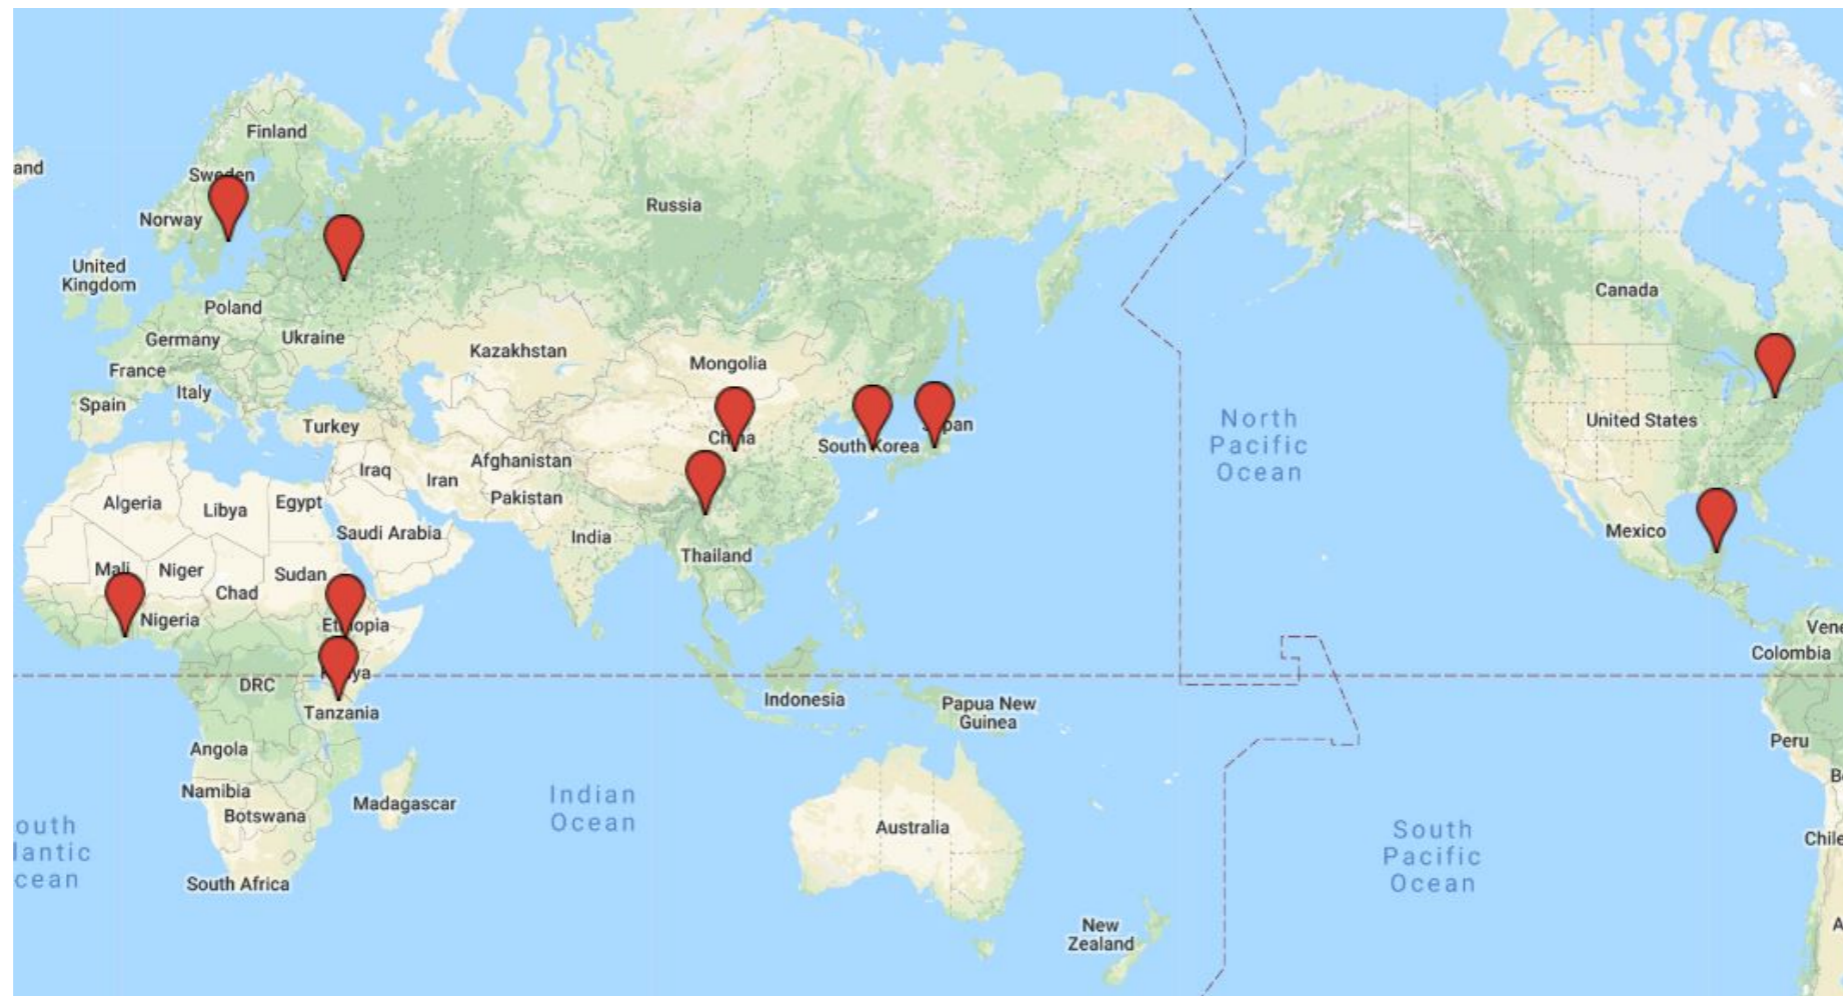 Finland
and
Sweden
Norway
Russia
United
Kingdom
Poland
Canada
Germany
Ukraine
Kazakhstan
Mongolia
France
Italy
Spain
Turkey
China
South Korea
North
Pacific
Ocean
United States
Afghanistan
Iraq
Iran
Pakistan
Algeria
Libya
Egypt
Saudi Arabia
India
Thailand
Mexico
Mali
Niger
Sudan
Chad
Nigeria
Ethiopia
Vene
Colombia
DRC
Tanzania
Indonesia
Papua New
Guinea
Peru
Angola
Namibia
Botswana
Madagascar
Indian
Ocean
outh
lantic
cean
Australia
South
Pacific
Ocean
B
Chile
South Africa
New
Zealand
A